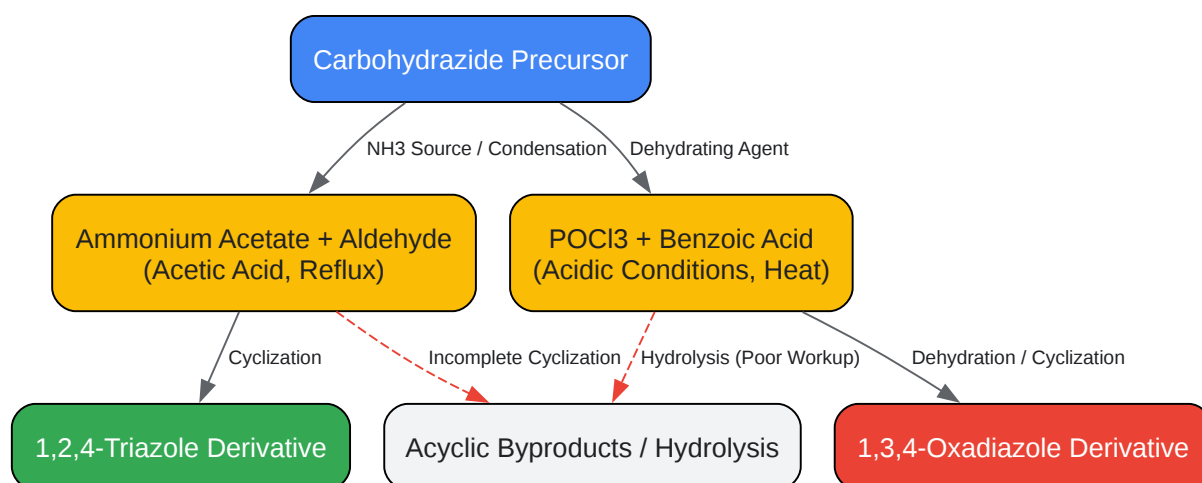 Carbohydrazide Precursor
NH3 Source / Condensation
Dehydrating Agent
Ammonium Acetate + Aldehyde
(Acetic Acid, Reflux)
POCl3 + Benzoic Acid
(Acidic Conditions, Heat)
Cyclization
Incomplete Cyclization
Hydrolysis (Poor Workup)
Dehydration / Cyclization
1,2,4-Triazole Derivative
Acyclic Byproducts / Hydrolysis
1,3,4-Oxadiazole Derivative